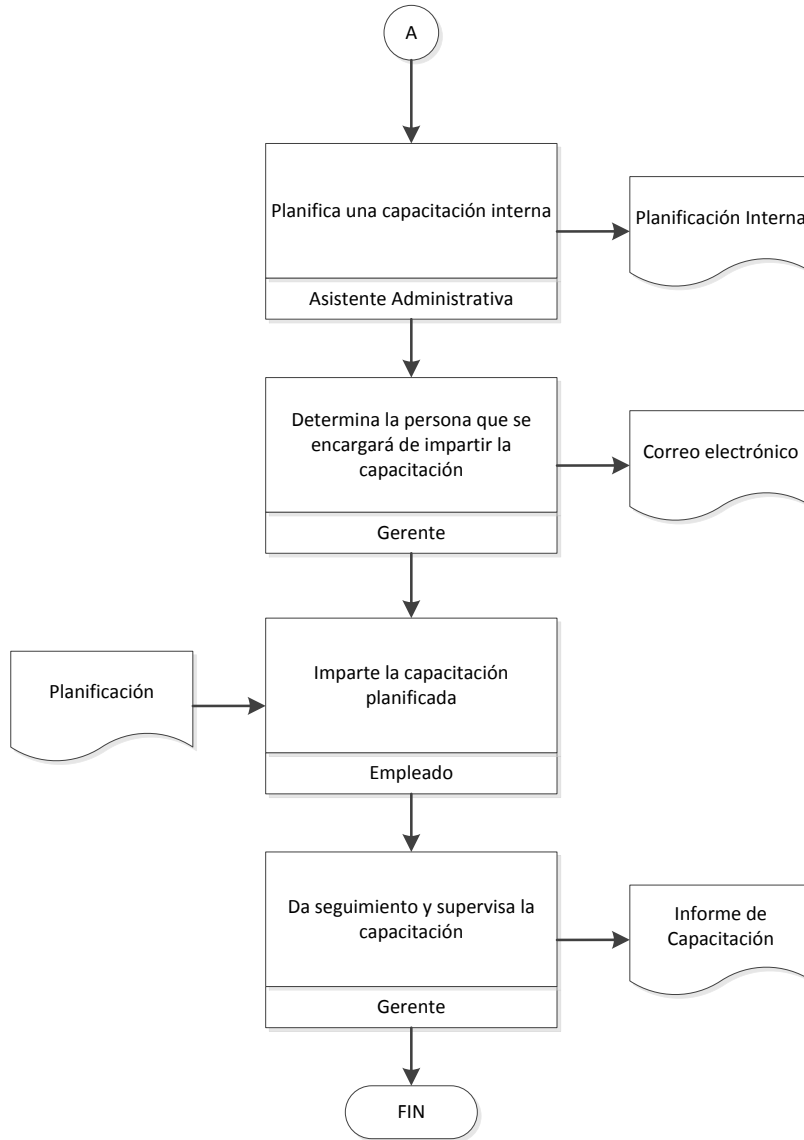 A
Planifica una capacitación interna
Planificación Interna
Asistente Administrativa
Determina la persona que se
encargará de impartir la
capacitación
Correo electrónico
Gerente
Planificación
Imparte la capacitación
planificada
Empleado
Da seguimiento y supervisa la
capacitación
Informe de
Capacitación
Gerente
FIN